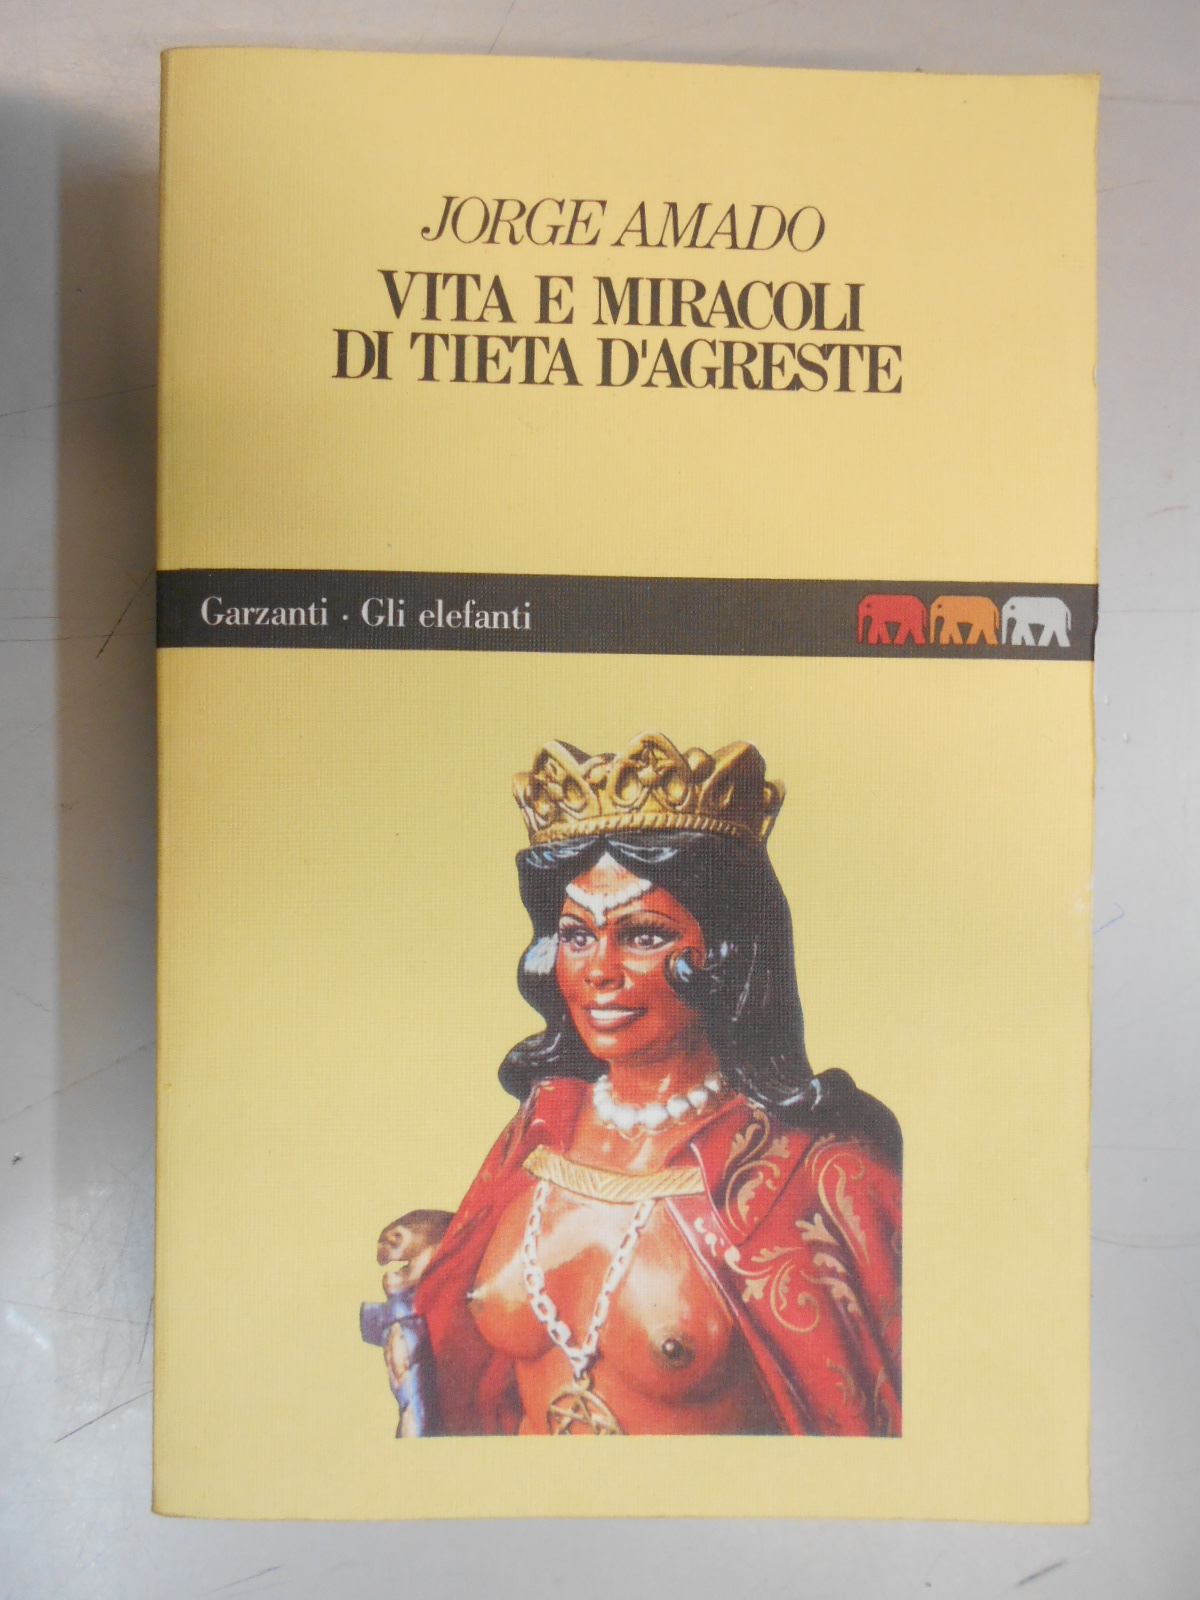 JORGE AMADO
VITA E MIRACOLI
DI TIETA D'AGRESTE
Garzanti · Gli elefanti